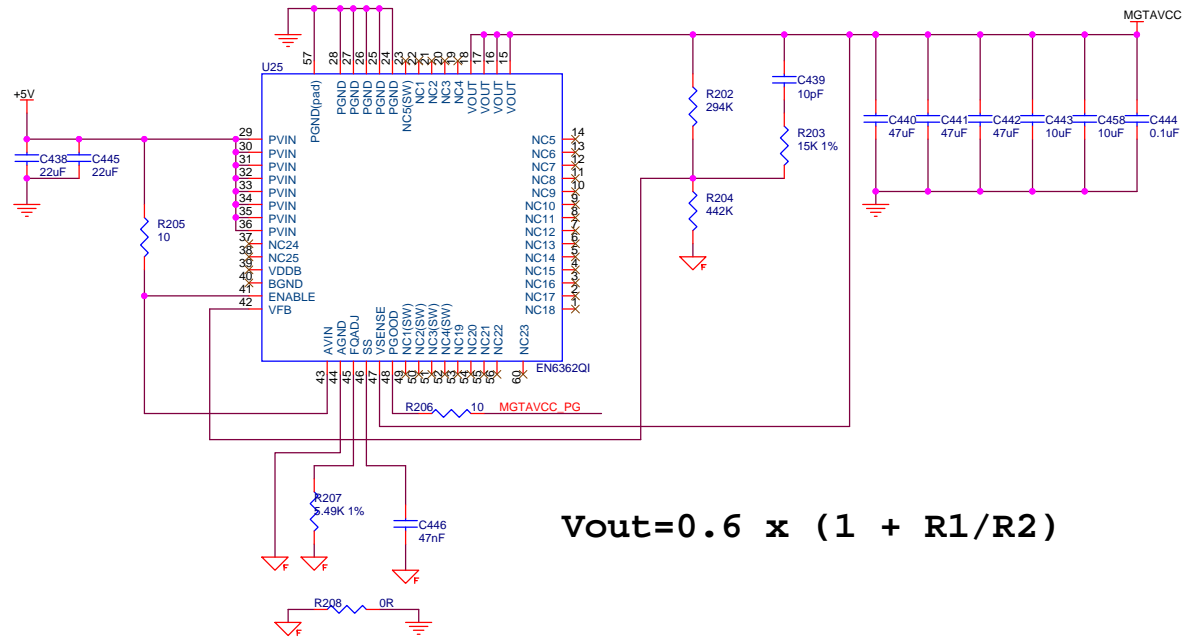 MGTAVCC
57 28 27 26 25 24 23 22 21 20 19 18 17 16 15
U25
PGND(pad) PGND PGND PGND PGND PGND NC5(SW) NC1 NC2 NC3 NC4 VOUT VOUT VOUT VOUT
C439
10pF
R202
294K
+5V
C440
47uF
C441
47uF
C442
47uF
C443
10uF
C458
10uF
C444
0.1uF
R203
15K 1%
C438
22uF
C445
22uF
29 PVIN
30 PVIN
31 PVIN
32 PVIN
33 PVIN
34 PVIN
35 PVIN
36 PVIN
37 NC24
38 NC25
39 VDDB
40 BGND
41 ENABLE
42 VFB
NC5 14
NC6 13
NC7 12
NC8 11
NC9 10
NC10 9
NC11 8
NC12 7
NC13 6
NC14 5
NC15 4
NC16 3
NC17 2
NC18 1
R204
442K
R205
10
AVIN AGND FQADJ SS VSENSE PGOOD NC1(SW) NC2(SW) NC3(SW) NC4(SW) NC19 NC20 NC21 NC22 NC23
EN6362QI
43 44 45 46 47 48 49 50 51 52 53 54 55 56 60
R206 10 MGTAVCC_PG
R207
5.49K 1%
C446
47nF
Vout=0.6 x (1 + R1/R2)
F
F
F
F
R208 0R
F